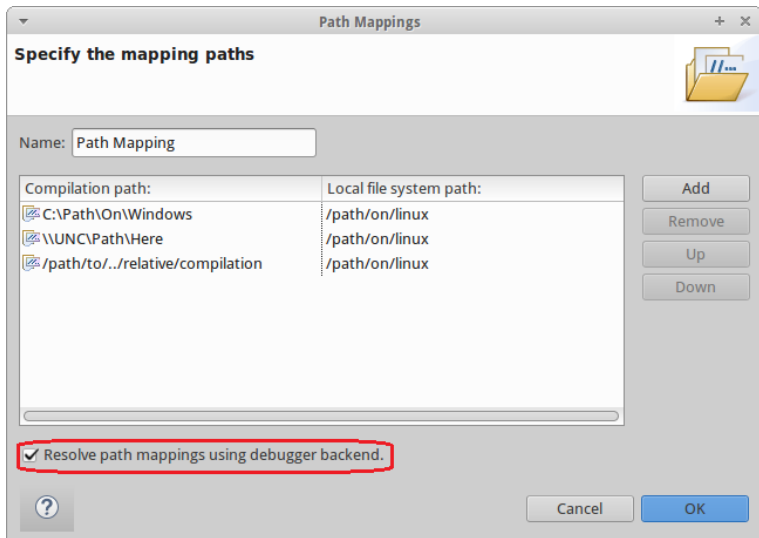 Path Mappings
Specify the mapping paths
//...
Name: Path Mapping
Compilation path: Local file system path:
C:\Path\On\Windows /path/on/linux
\\UNC\Path\Here /path/on/linux
/path/to/../relative/compilation /path/on/linux
Add
Remove
Up
Down
Resolve path mappings using debugger backend.
?
Cancel
OK